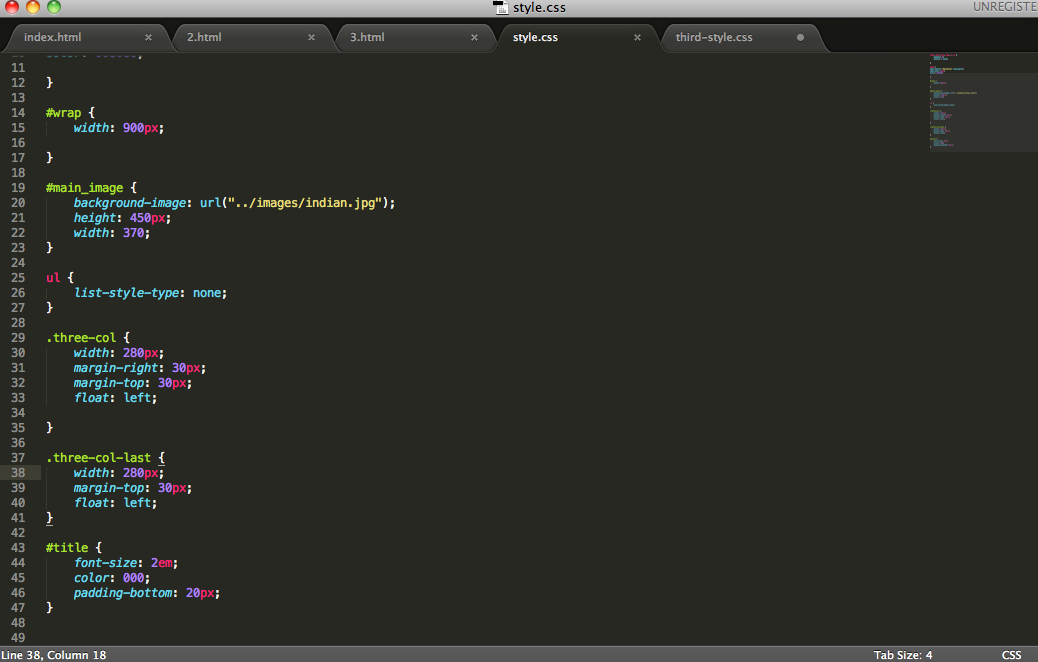 style.css
UNREGISTE
index.html
2.html
3.html
style.css
third-style.css
11
12 }
13
14 #wrap {
15 width: 900px;
16
17 }
18
19 #main_image {
20 background-image: url("../images/indian.jpg");
21 height: 450px;
22 width: 370;
23 }
24
25 ul {
26 list-style-type: none;
27 }
28
29 .three-col {
30 width: 280px;
31 margin-right: 30px;
32 margin-top: 30px;
33 float: left;
34
35 }
36
37 .three-col-last {
38 width: 280px;
39 margin-top: 30px;
40 float: left;
41 }
42
43 #title {
44 font-size: 2em;
45 color: 000;
46 padding-bottom: 20px;
47 }
48
49
Line 38, Column 18
Tab Size: 4
CSS